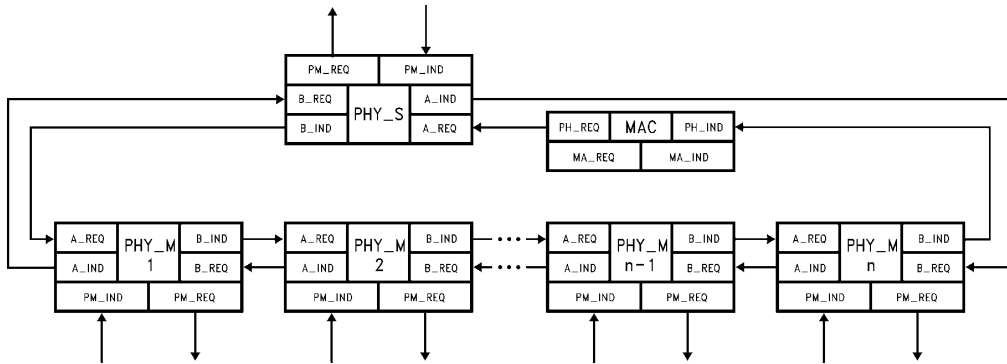 PM_REQ PM_IND
B_REQ PHY_S A_IND
B_IND A_REQ
PH_REQ MAC PH_IND
MA_REQ MA_IND
A_REQ PHY_M 1 B_IND
A_IND B_REQ
PM_IND PM_REQ
A_REQ PHY_M 2 B_IND
A_IND B_REQ
PM_IND PM_REQ
...
...
A_REQ PHY_M n-1 B_IND
A_IND B_REQ
PM_IND PM_REQ
A_REQ PHY_M n B_IND
A_IND B_REQ
PM_IND PM_REQ